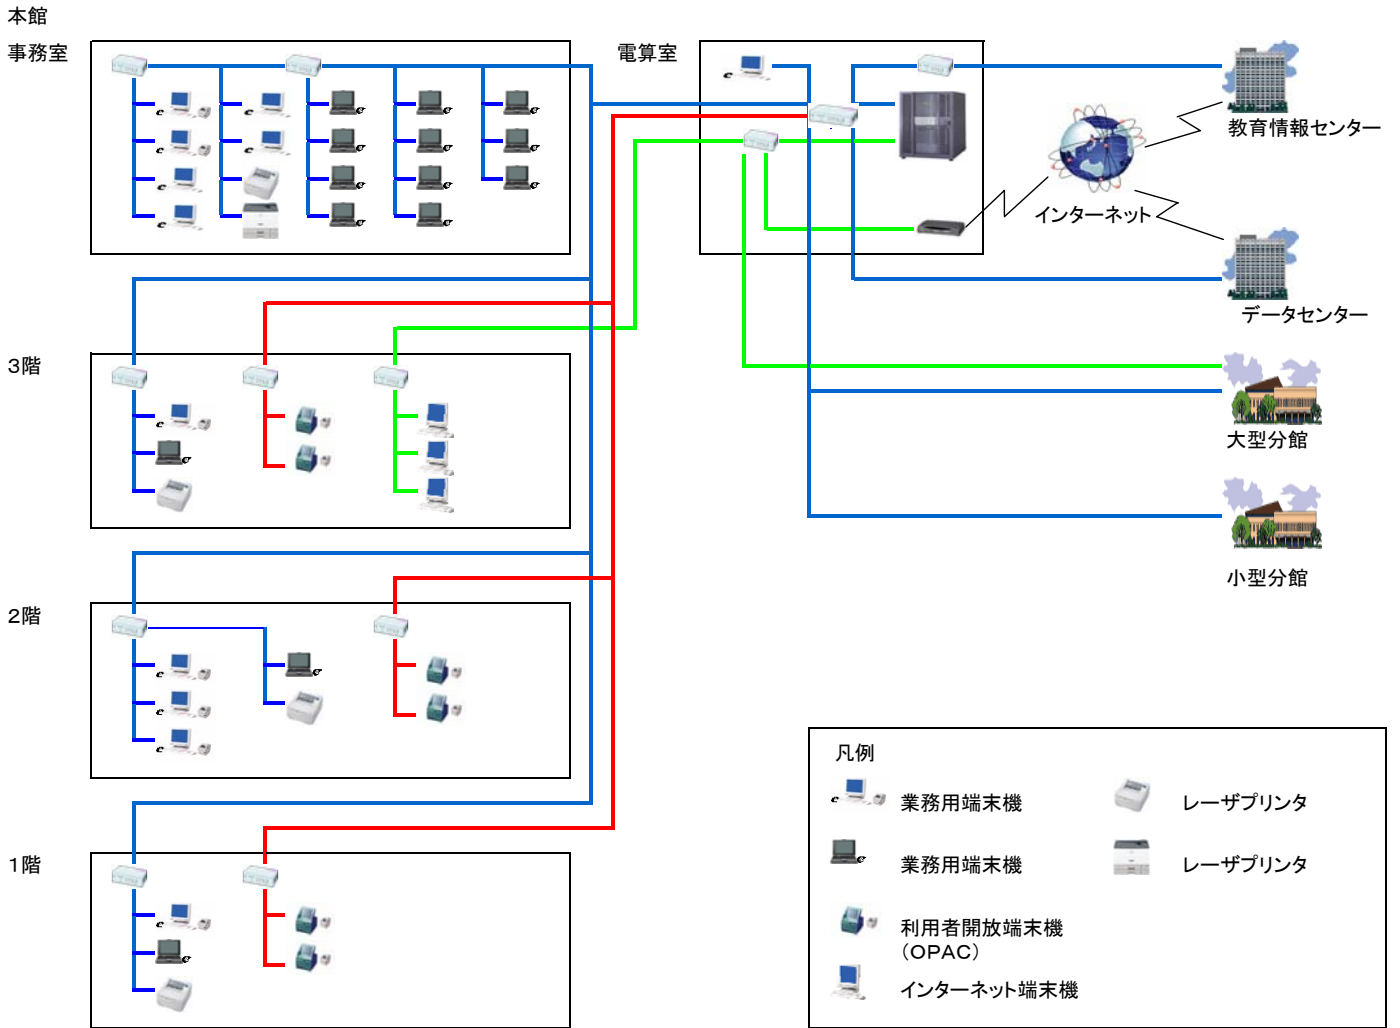 本館
事務室
電算室
教育情報センター
インターネット
データセンター
3階
大型分館
小型分館
2階
1階
凡例
業務用端末機
レーザプリンタ
業務用端末機
レーザプリンタ
利用者開放端末機
（OPAC）
インターネット端末機